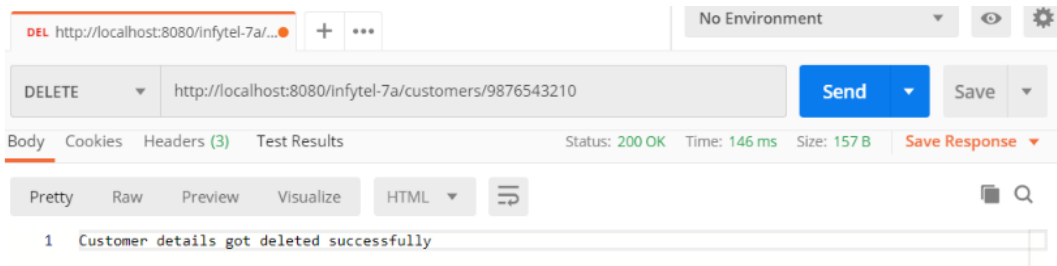 DEL http://localhost:8080/infytel-7a/...
No Environment
DELETE http://localhost:8080/infytel-7a/customers/9876543210 Send Save
Body Cookies Headers (3) Test Results Status: 200 OK Time: 146 ms Size: 157 B Save Response
Pretty Raw Preview Visualize HTML
1 Customer details got deleted successfully